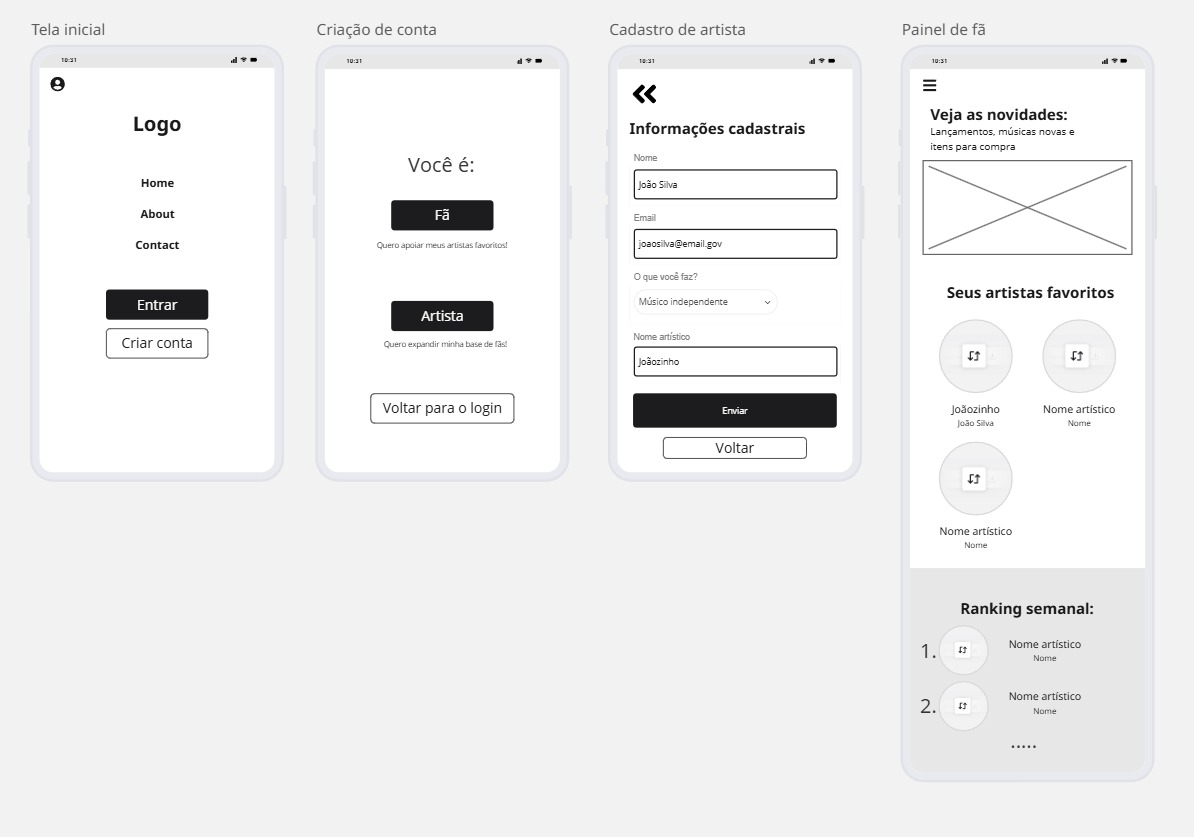 Tela inicial
10:31
Logo
Home
About
Contact
Entrar
Criar conta
Criação de conta
10:31
Você é:
Fã
Quero apoiar meus artistas favoritos!
Artista
Quero expandir minha base de fãs!
Voltar para o login
Cadastro de artista
10:31
Informações cadastrais
Nome
João Silva
Email
joaosilva@email.gov
O que você faz?
Músico independente
Nome artístico
Joãozinho
Enviar
Voltar
Painel de fã
10:31
Veja as novidades:
Lançamentos, músicas novas e
itens para compra
Seus artistas favoritos
Joãozinho
João Silva
Nome artístico
Nome
Nome artístico
Nome
Ranking semanal:
1.
Nome artístico
Nome
2.
Nome artístico
Nome
.....